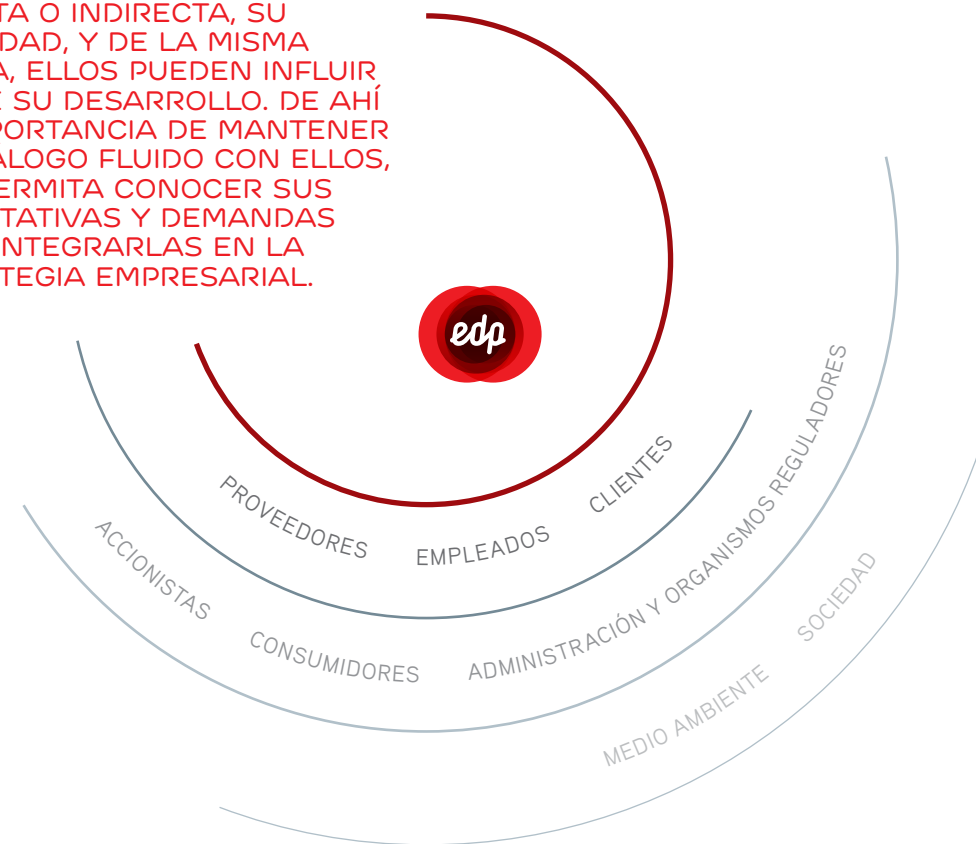 TA O INDIRECTA, SU
DAD, Y DE LA MISMA
A, ELLOS PUEDEN INFLUIR
E SU DESARROLLO. DE AHÍ
PORTANCIA DE MANTENER
ÁLOGO FLUIDO CON ELLOS,
ERMITA CONOCER SUS
TATIVAS Y DEMANDAS
INTEGRARLAS EN LA
TEGIA EMPRESARIAL.
edp
PROVEEDORES EMPLEADOS CLIENTES
ACCIONISTAS CONSUMIDORES ADMINISTRACIÓN Y ORGANISMOS REGULADORES
MEDIO AMBIENTE SOCIEDAD